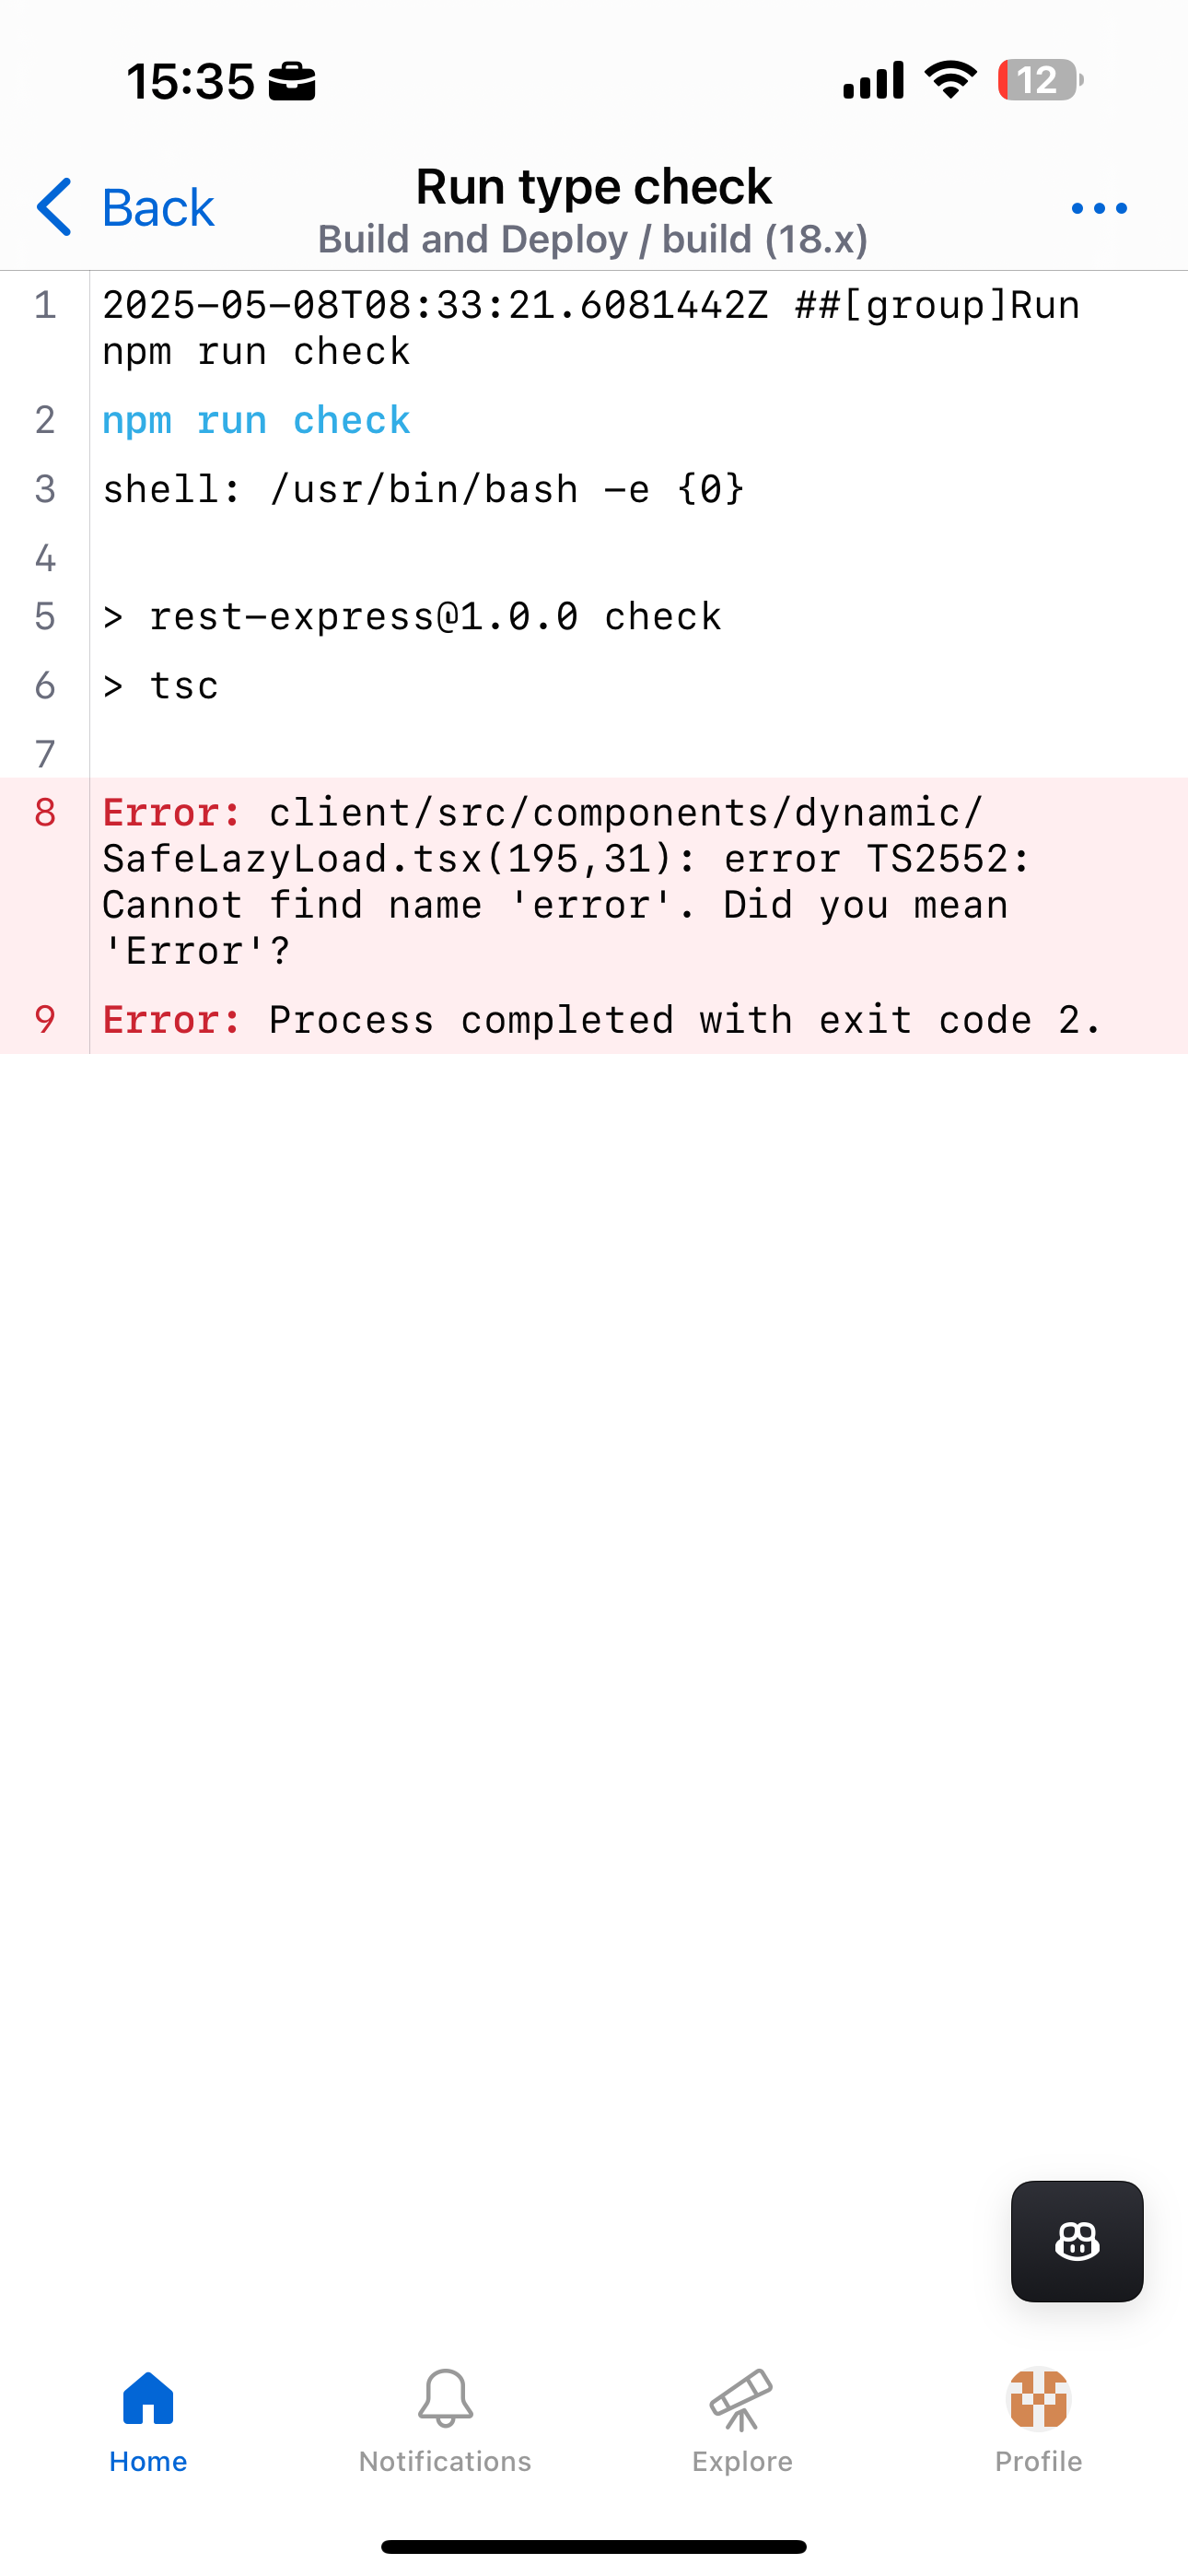 15:35
12
Back
Run type check
Build and Deploy / build (18.x)
1 2025-05-08T08:33:21.6081442Z ##[group]Run
npm run check
2 npm run check
3 shell: /usr/bin/bash -e {0}
4
5 > rest-express@1.0.0 check
6 > tsc
7
8 Error: client/src/components/dynamic/
SafeLazyLoad.tsx(195,31): error TS2552:
Cannot find name 'error'. Did you mean
'Error'?
9 Error: Process completed with exit code 2.
Home
Notifications
Explore
Profile